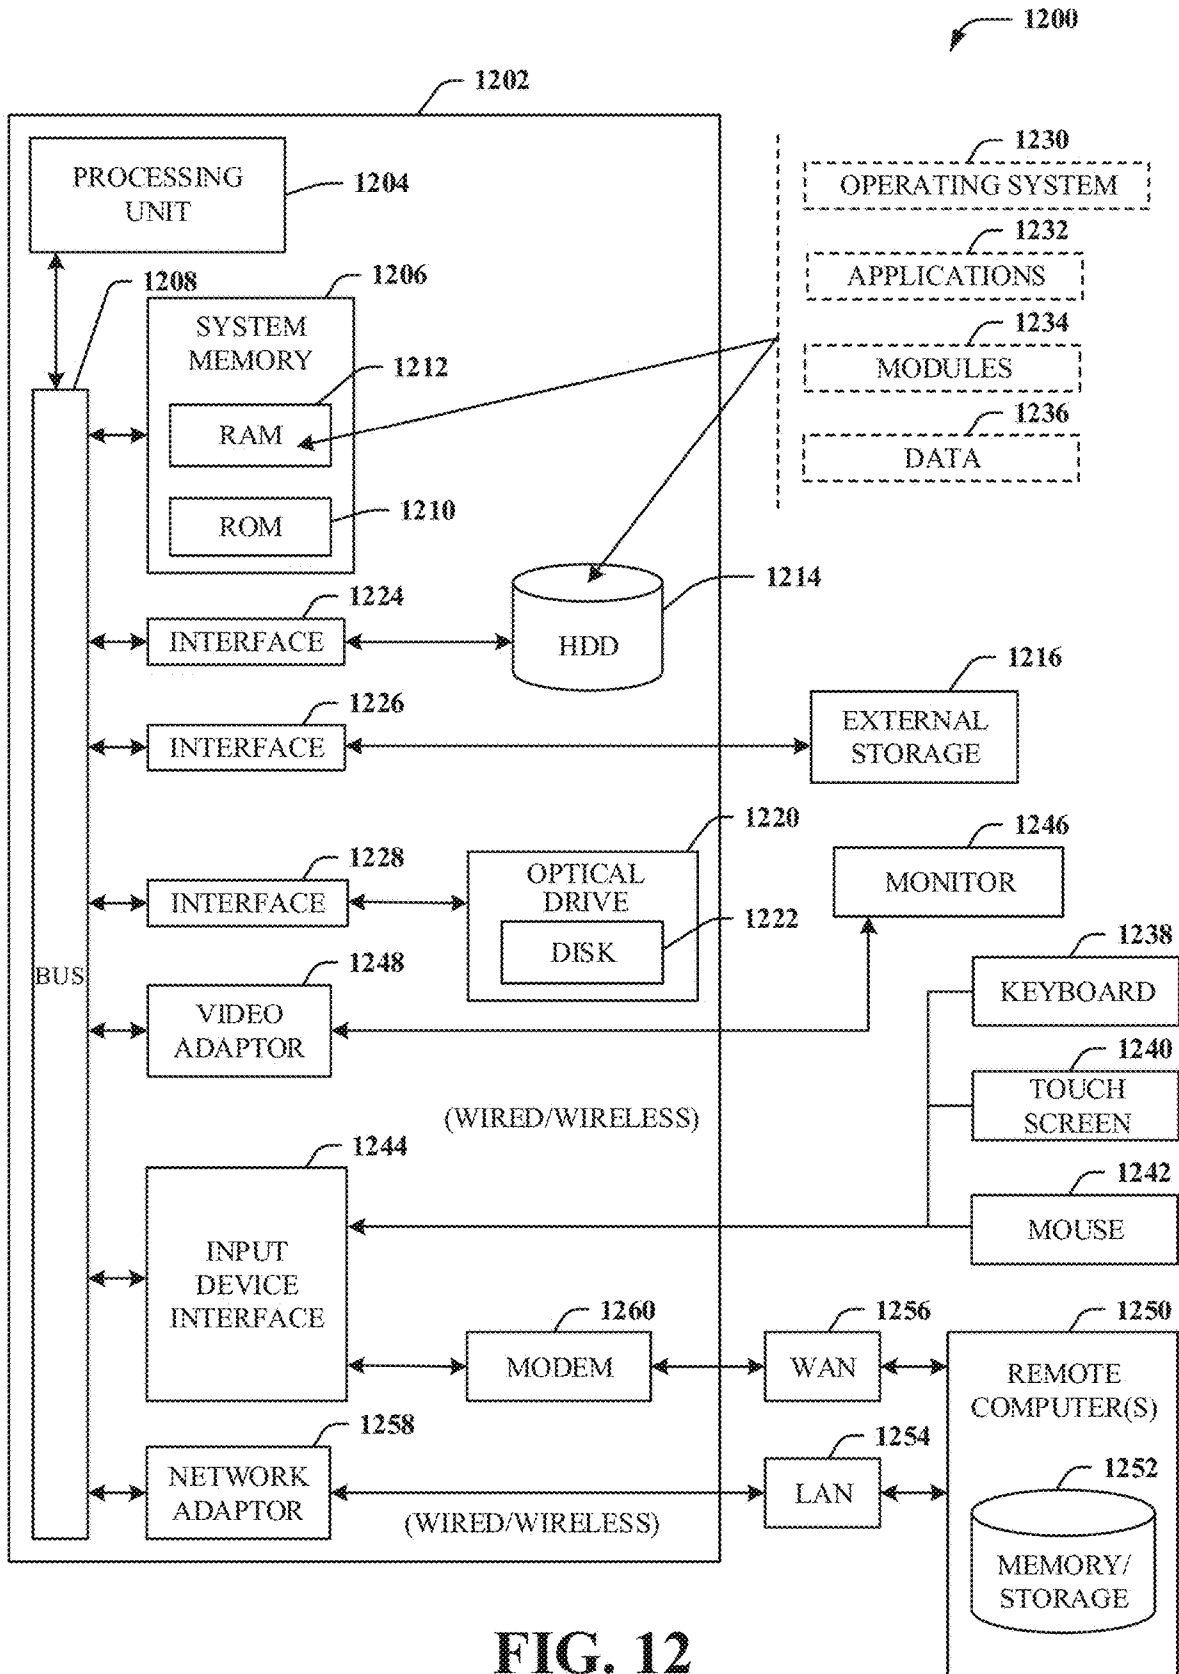 1200
1202
PROCESSING
UNIT
1204
1230
OPERATING SYSTEM
1232
APPLICATIONS
1234
MODULES
1236
DATA
1208
1206
SYSTEM
MEMORY
1212
RAM
1210
ROM
1224
INTERFACE
1214
HDD
1226
INTERFACE
1216
EXTERNAL
STORAGE
1228
INTERFACE
1220
OPTICAL
DRIVE
1222
DISK
1246
MONITOR
BUS
1248
VIDEO
ADAPTOR
1238
KEYBOARD
1240
TOUCH
SCREEN
(WIRED/WIRELESS)
1244
INPUT
DEVICE
INTERFACE
1242
MOUSE
1260
MODEM
1256
WAN
1250
REMOTE
COMPUTER(S)
1258
NETWORK
ADAPTOR
(WIRED/WIRELESS)
1254
LAN
1252
MEMORY/
STORAGE
FIG. 12